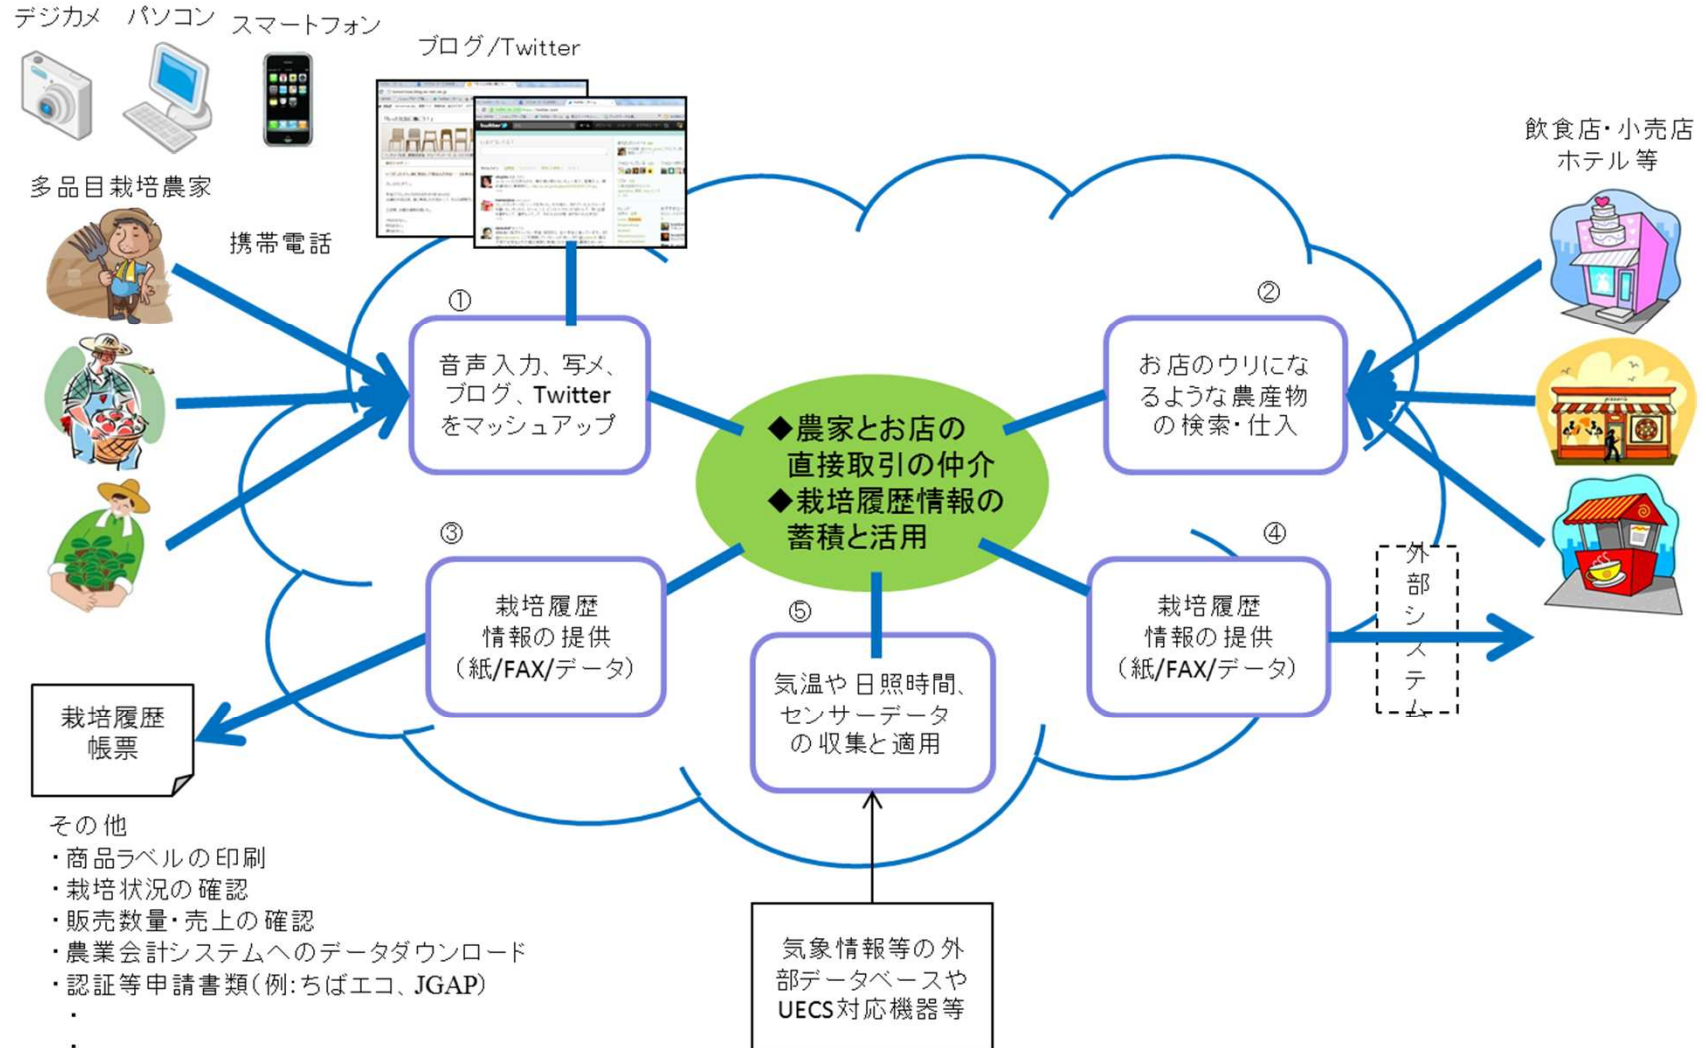 デジカメ
パソコン
スマートフォン
ブログ/Twitter
多品目栽培農家
携帯電話
飲食店・小売店
ホテル等
①
音声入力、写メ、
ブログ、Twitter
をマッシュアップ
②
お店のウリにな
るような農産物
の検索・仕入
◆農家とお店の
直接取引の仲介
◆栽培履歴情報の
蓄積と活用
③
栽培履歴
情報の提供
(紙/FAX/データ)
④
栽培履歴
情報の提供
(紙/FAX/データ)
外部システム
⑤
気温や日照時間、
センサーデータ
の収集と適用
栽培履歴
帳票
その他
・商品ラベルの印刷
・栽培状況の確認
・販売数量・売上の確認
・農業会計システムへのデータダウンロード
・認証等申請書類(例:ちばエコ、JGAP)
・
・
気象情報等の外
部データベースや
UECS対応機器等